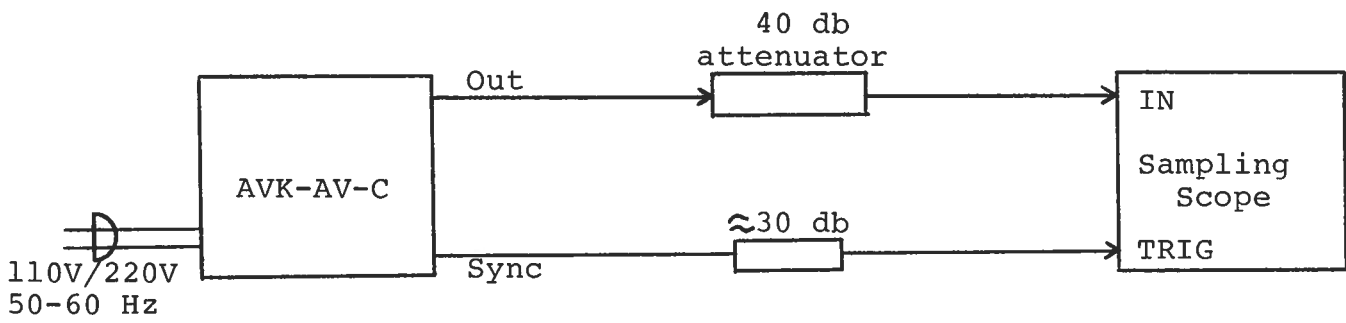 40 db
attenuator
Out
IN
AVK-AV-C
Sampling
Scope
≈30 db
Sync
TRIG
110V/220V
50-60 Hz